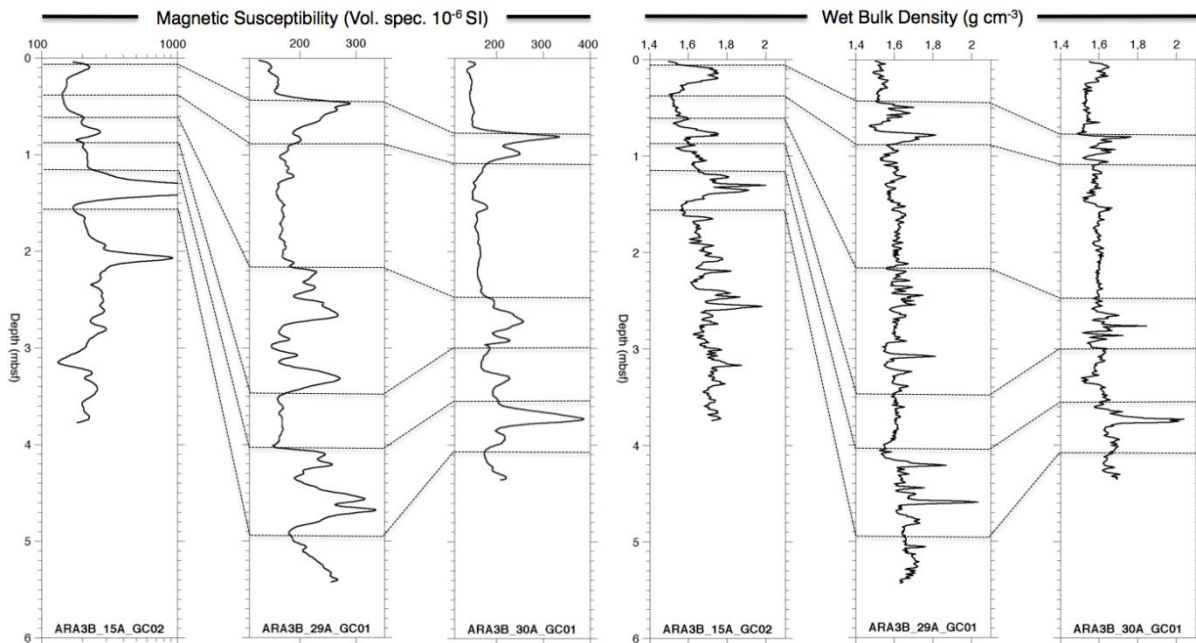 Magnetic Susceptibility (Vol. spec. 10⁻⁶ SI)
Wet Bulk Density (g cm⁻³)
100 1000 200 300 200 300 400 1,4 1,6 1,8 2 1,4 1,6 1,8 2 1,4 1,6 1,8 2
0 0
1 1
2 2
Depth (mbsf) Depth (mbsf)
3 3
4 4
5 5
6 6
ARA3B_15A_GC02 ARA3B_29A_GC01 ARA3B_30A_GC01 ARA3B_15A_GC02 ARA3B_29A_GC01 ARA3B_30A_GC01